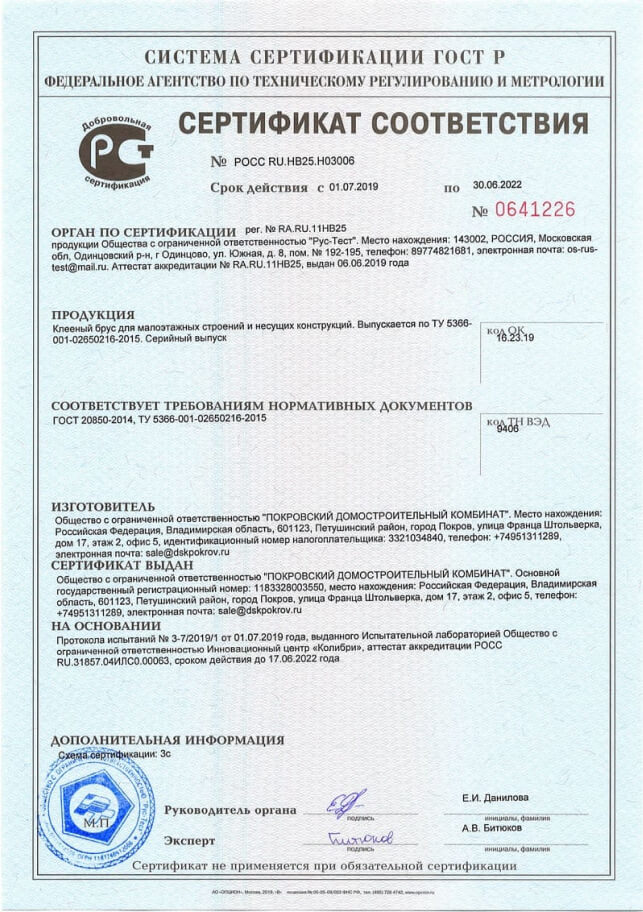 СИСТЕМА СЕРТИФИКАЦИИ ГОСТ Р
ФЕДЕРАЛЬНОЕ АГЕНТСТВО ПО ТЕХНИЧЕСКОМУ РЕГУЛИРОВАНИЮ И МЕТРОЛОГИИ
Добровольная
сертификация
СЕРТИФИКАТ СООТВЕТСТВИЯ
№ РОСС RU.HB25.H03006
Срок действия с 01.07.2019 по 30.06.2022
№ 0641226
ОРГАН ПО СЕРТИФИКАЦИИ рег. № RA.RU.11HB25
продукции Общества с ограниченной ответственностью "Рус-Тест". Место нахождения: 143002, РОССИЯ, Московская
обл, Одинцовский р-н, г Одинцово, ул. Южная, д. 8, пом. № 192-195, телефон: 89774821681, электронная почта: os-rus-
test@mail.ru. Аттестат аккредитации № RA.RU.11HB25, выдан 06.06.2019 года
ПРОДУКЦИЯ
Клееный брус для малоэтажных строений и несущих конструкций. Выпускается по ТУ 5366-
001-02650216-2015. Серийный выпуск
код ОК
16.23.19
СООТВЕТСТВУЕТ ТРЕБОВАНИЯМ НОРМАТИВНЫХ ДОКУМЕНТОВ
ГОСТ 20850-2014, ТУ 5366-001-02650216-2015
код ТН ВЭД
9406
ИЗГОТОВИТЕЛЬ
Общество с ограниченной ответственностью "ПОКРОВСКИЙ ДОМОСТРОИТЕЛЬНЫЙ КОМБИНАТ". Место нахождения:
Российская Федерация, Владимирская область, 601123, Петушинский район, город Покров, улица Франца Штольверка,
дом 17, этаж 2, офис 5, идентификационный номер налогоплательщика: 3321034840, телефон: +74951311289,
электронная почта: sale@dskpokrov.ru
СЕРТИФИКАТ ВЫДАН
Общество с ограниченной ответственностью "ПОКРОВСКИЙ ДОМОСТРОИТЕЛЬНЫЙ КОМБИНАТ". Основной
государственный регистрационный номер: 1183328003550, место нахождения: Российская Федерация, Владимирская
область, 601123, Петушинский район, город Покров, улица Франца Штольверка, дом 17, этаж 2, офис 5, телефон:
+74951311289, электронная почта: sale@dskpokrov.ru
НА ОСНОВАНИИ
Протокола испытаний № 3-7/2019/1 от 01.07.2019 года, выданного Испытательной лабораторией Общество с
ограниченной ответственностью Инновационный центр «Колибри», аттестат аккредитации РОСС
RU.31857.04ИЛС0.00063, сроком действия до 17.06.2022 года
ДОПОЛНИТЕЛЬНАЯ ИНФОРМАЦИЯ
Схема сертификации: 3с
М.П.
Руководитель органа
подпись
Е.И. Данилова
инициалы, фамилия
Эксперт
Битюков
подпись
А.В. Битюков
инициалы, фамилия
Сертификат не применяется при обязательной сертификации